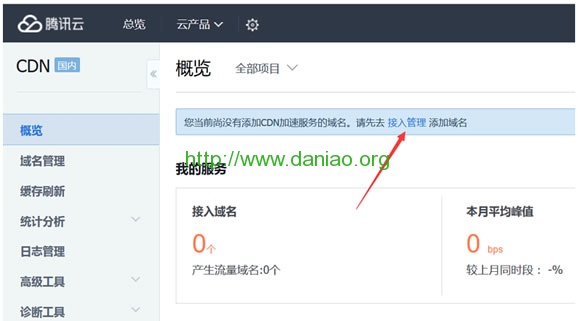 腾讯云 总览 云产品
CDN 国内
概览
域名管理
缓存刷新
统计分析
日志管理
高级工具
诊断工具
概览 全部项目
您当前尚没有添加CDN加速服务的域名。请先去 接入管理 添加域名
http://www.daniao.org
我的服务
接入域名
0个
产生流量域名:0个
本月平均峰值
0 bps
较上月同时段： -%